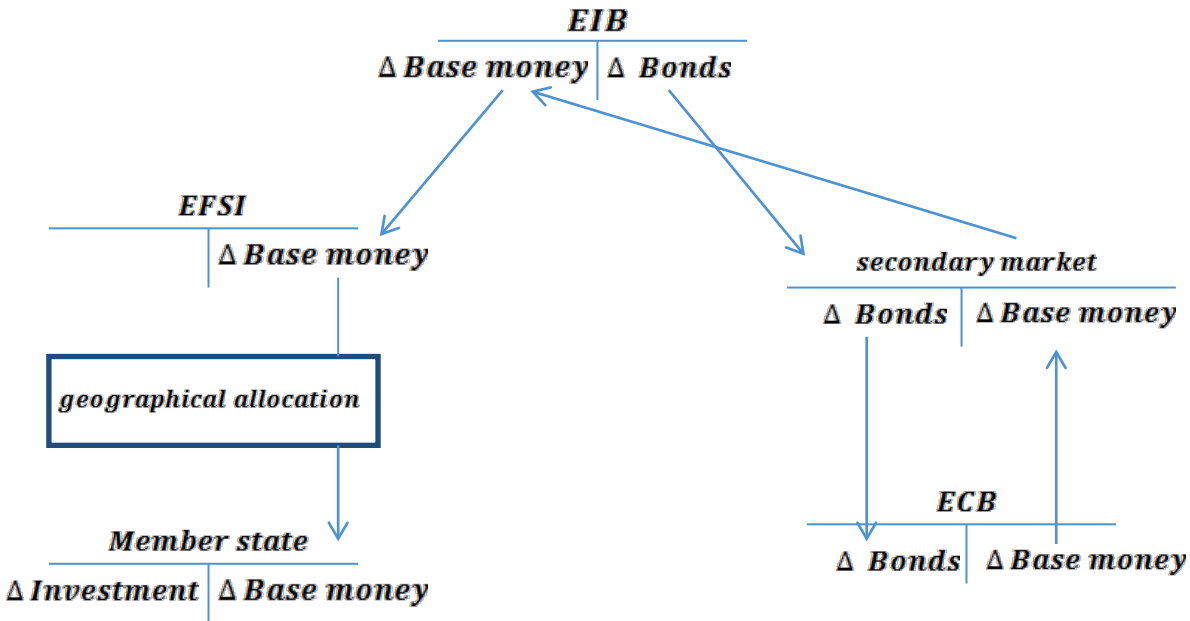 EIB
Δ Base money Δ Bonds
EFSI
Δ Base money
secondary market
Δ Bonds Δ Base money
geographical allocation
ECB
Δ Bonds Δ Base money
Member state
Δ Investment Δ Base money